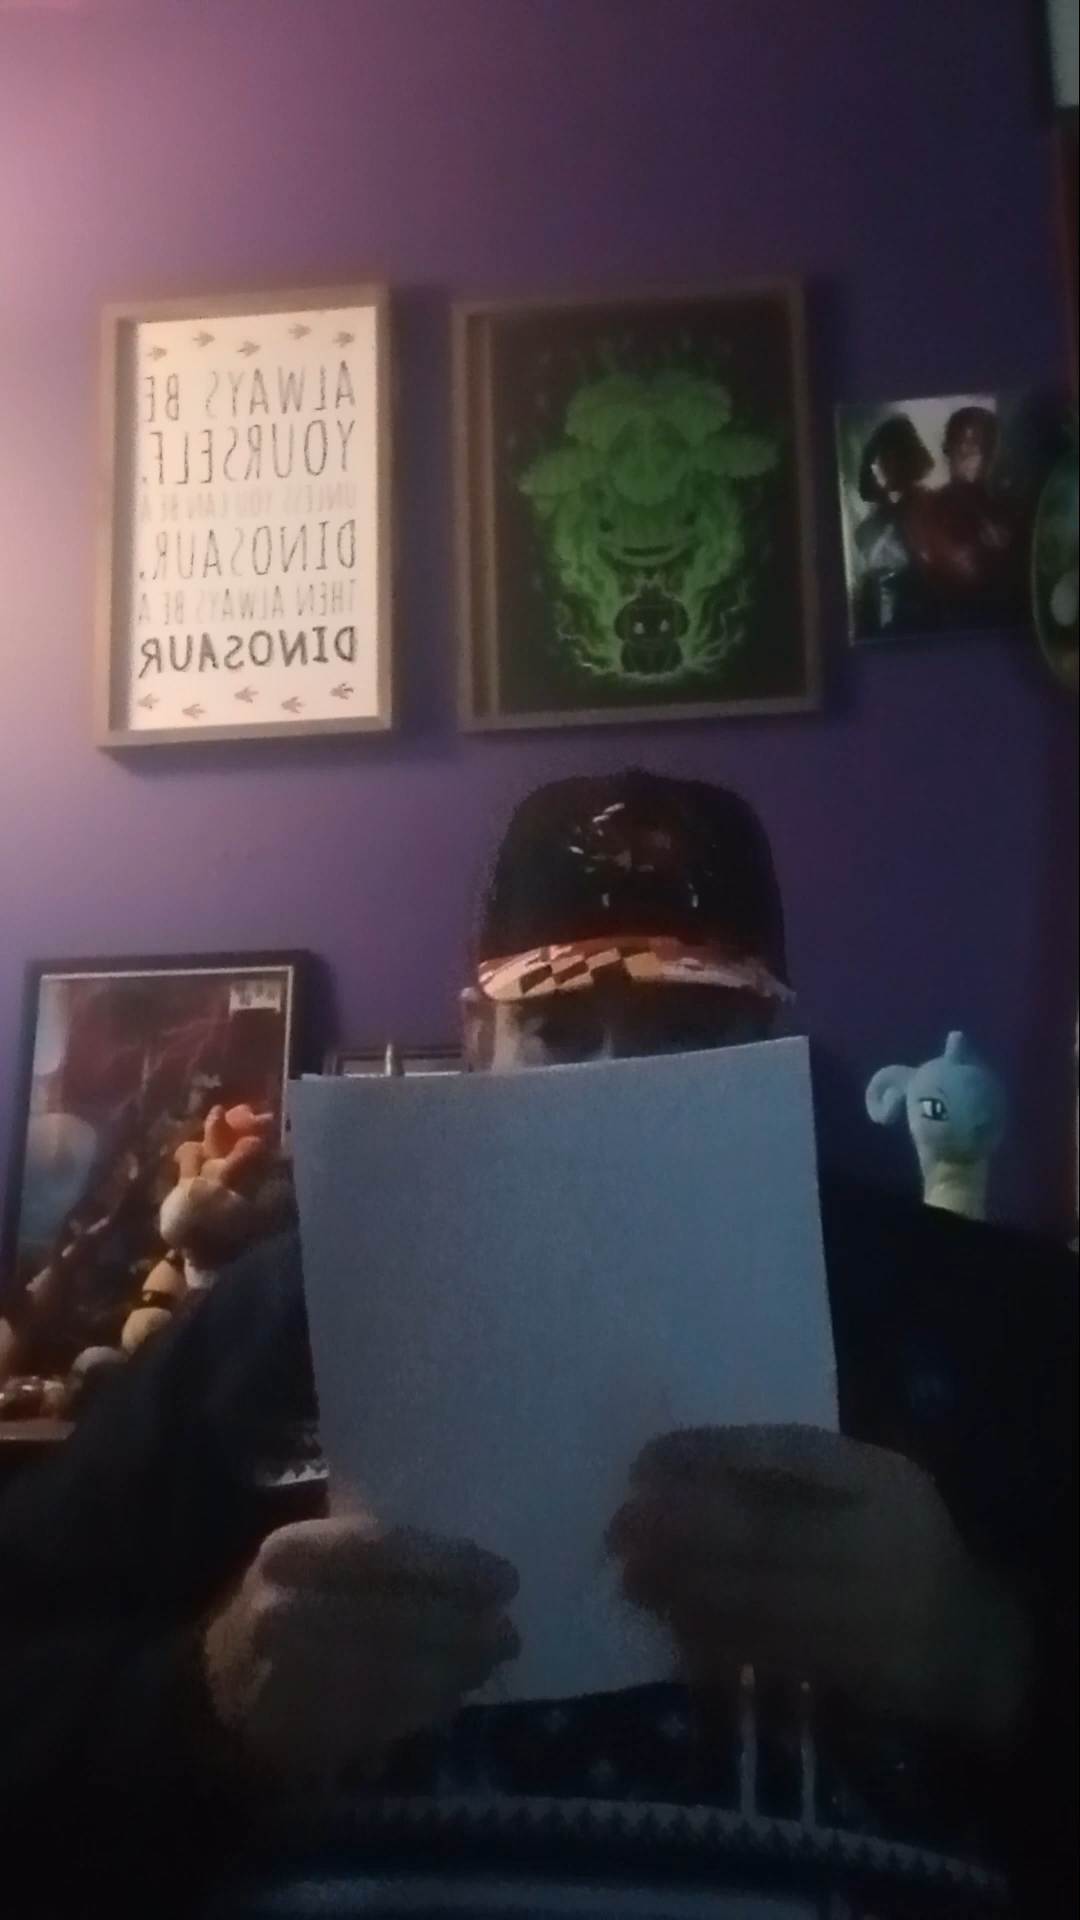 ALWAYS BE
YOURSELF.
UNLESS YOU CAN BE A
DINOSAUR,
THEN ALWAYS BE A
DINOSAUR